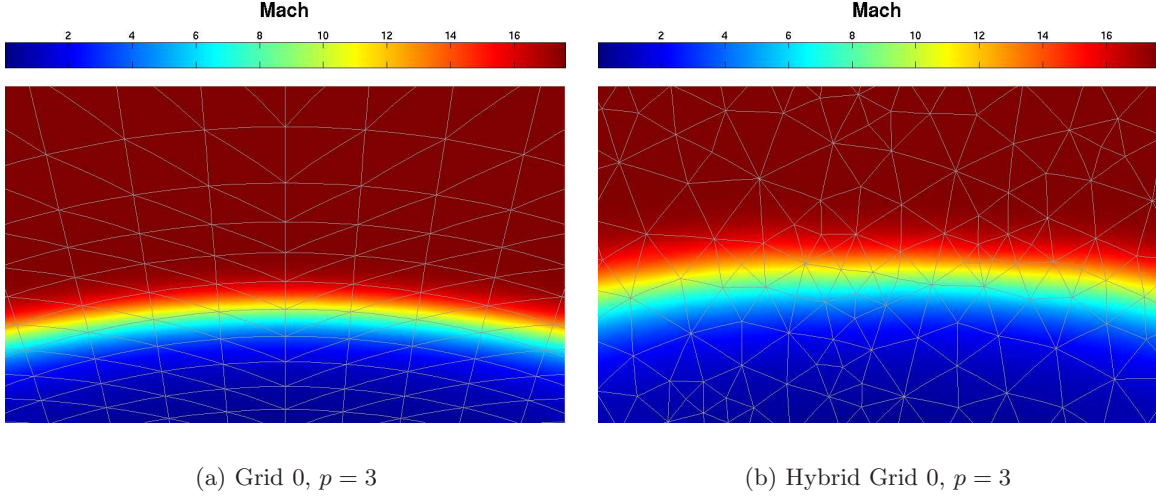 Mach
2 4 6 8 10 12 14 16
Mach
2 4 6 8 10 12 14 16
(a) Grid 0, p = 3
(b) Hybrid Grid 0, p = 3